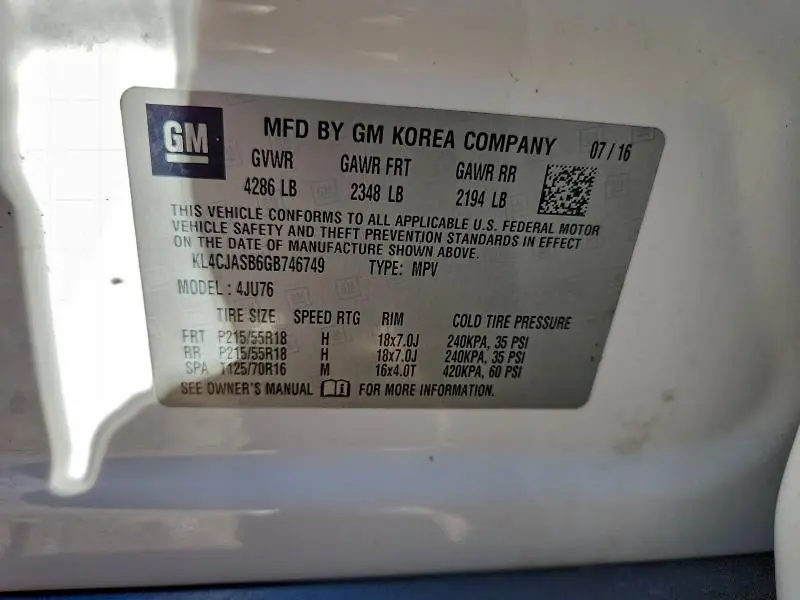 GM MFD BY GM KOREA COMPANY 07/16
GVWR GAWR FRT GAWR RR
4286 LB 2348 LB 2194 LB
THIS VEHICLE CONFORMS TO ALL APPLICABLE U.S. FEDERAL MOTOR
VEHICLE SAFETY AND THEFT PREVENTION STANDARDS IN EFFECT
ON THE DATE OF MANUFACTURE SHOWN ABOVE.
KL4CJASB6GB746749 TYPE: MPV
MODEL: 4JU76
TIRE SIZE SPEED RTG RIM COLD TIRE PRESSURE
FRT P215/55R18 H 18x7.0J 240KPA, 35 PSI
RR P215/55R18 H 18x7.0J 240KPA, 35 PSI
SPA T125/70R16 M 16x4.0T 420KPA, 60 PSI
SEE OWNER'S MANUAL FOR MORE INFORMATION.